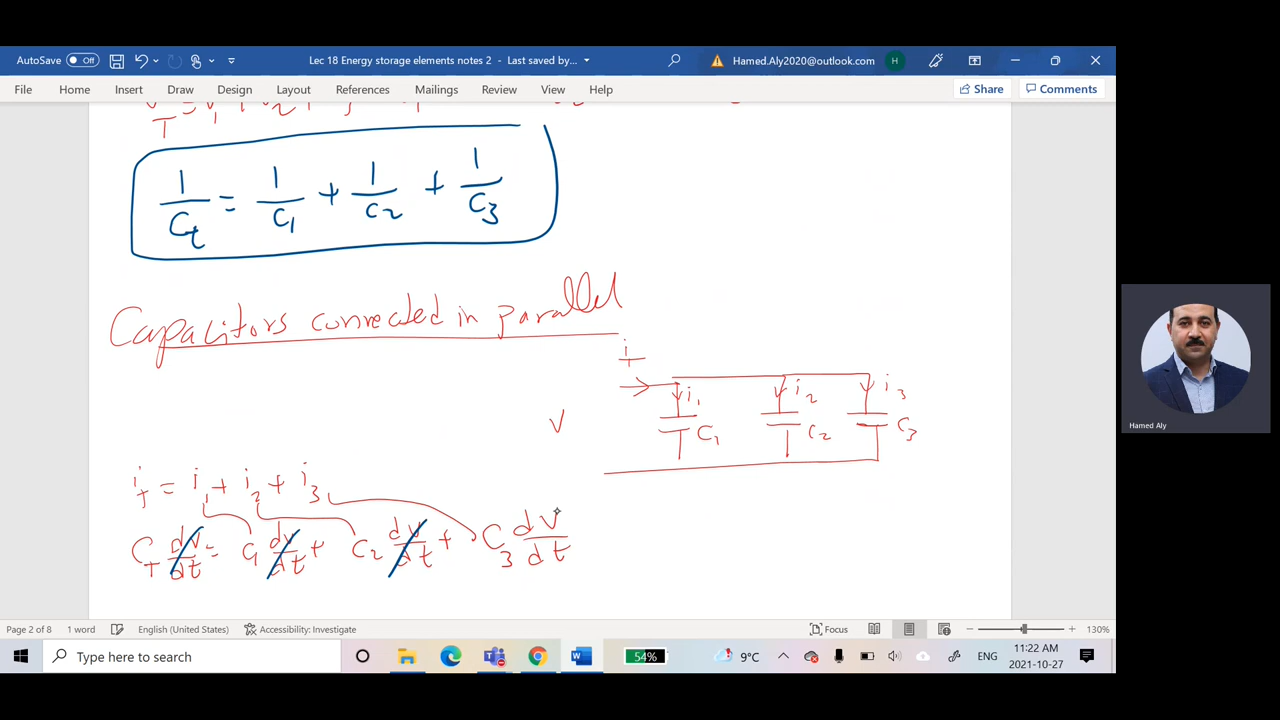 AutoSave Off Lec 18 Energy storage elements notes 2 - Last saved by... Hamed.Aly2020@outlook.com H
File Home Insert Draw Design Layout References Mailings Review View Help Share Comments
1/Ct = 1/C1 + 1/C2 + 1/C3
Capacitors connected in parallel
iT
i1 i2 i3
V C1 C2 C3
iT = i1 + i2 + i3
CT dv/dt = C1 dv/dt + C2 dv/dt + C3 dv/dt
Hamed Aly
Page 2 of 8 1 word English (United States) Accessibility: Investigate Focus 130%
Type here to search 54% 9°C ENG 11:22 AM
2021-10-27